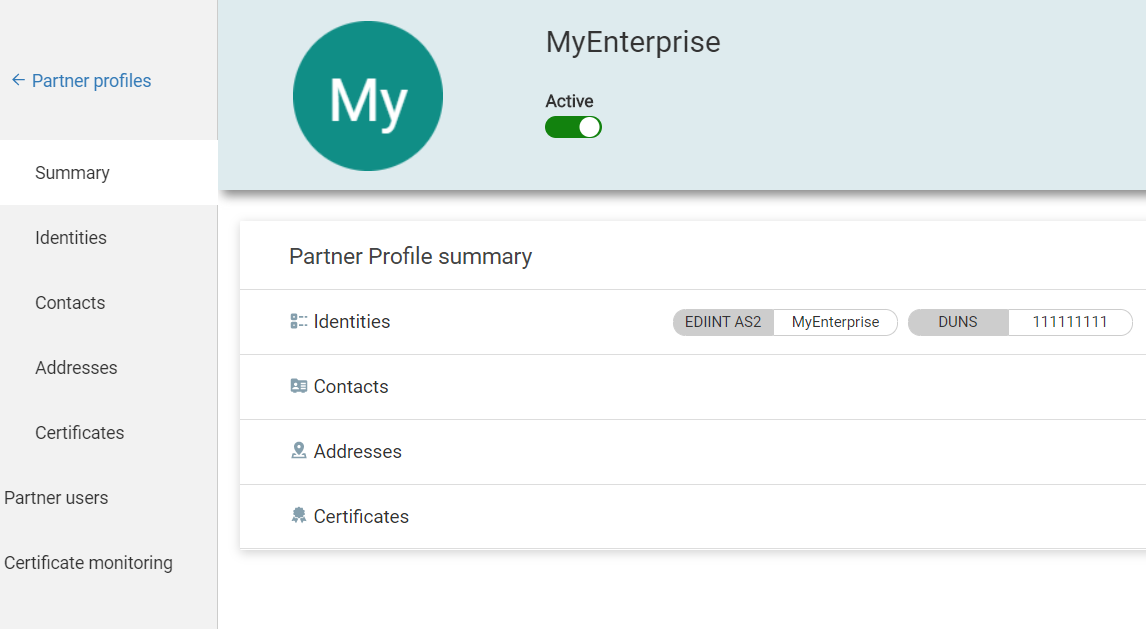 ← Partner profiles
Summary
Identities
Contacts
Addresses
Certificates
Partner users
Certificate monitoring
My
MyEnterprise
Active
Partner Profile summary
Identities EDIINT AS2 MyEnterprise DUNS 111111111
Contacts
Addresses
Certificates